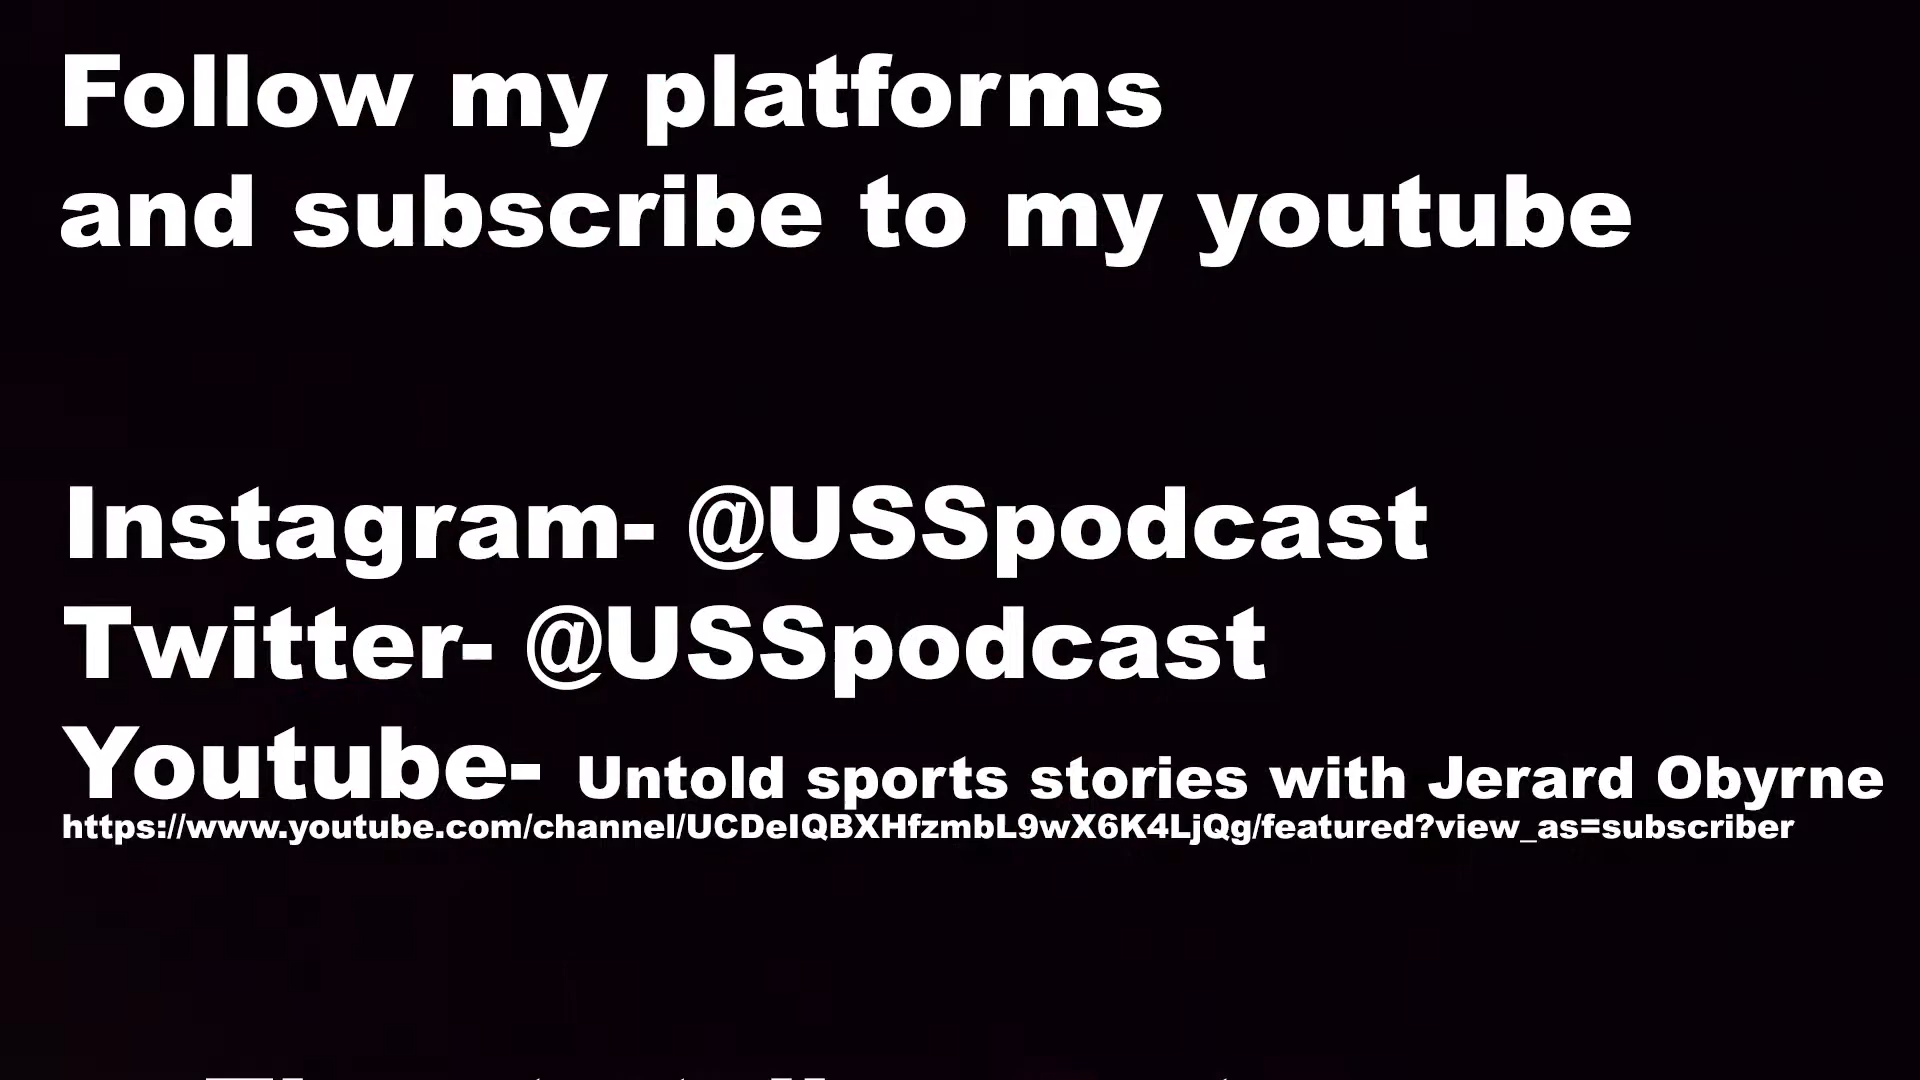 Follow my platforms
and subscribe to my youtube
Instagram- @USSpodcast
Twitter- @USSpodcast
Youtube- Untold sports stories with Jerard Obyrne
https://www.youtube.com/channel/UCDeIQBXHfzmbL9wX6K4LjQg/featured?view_as=subscriber